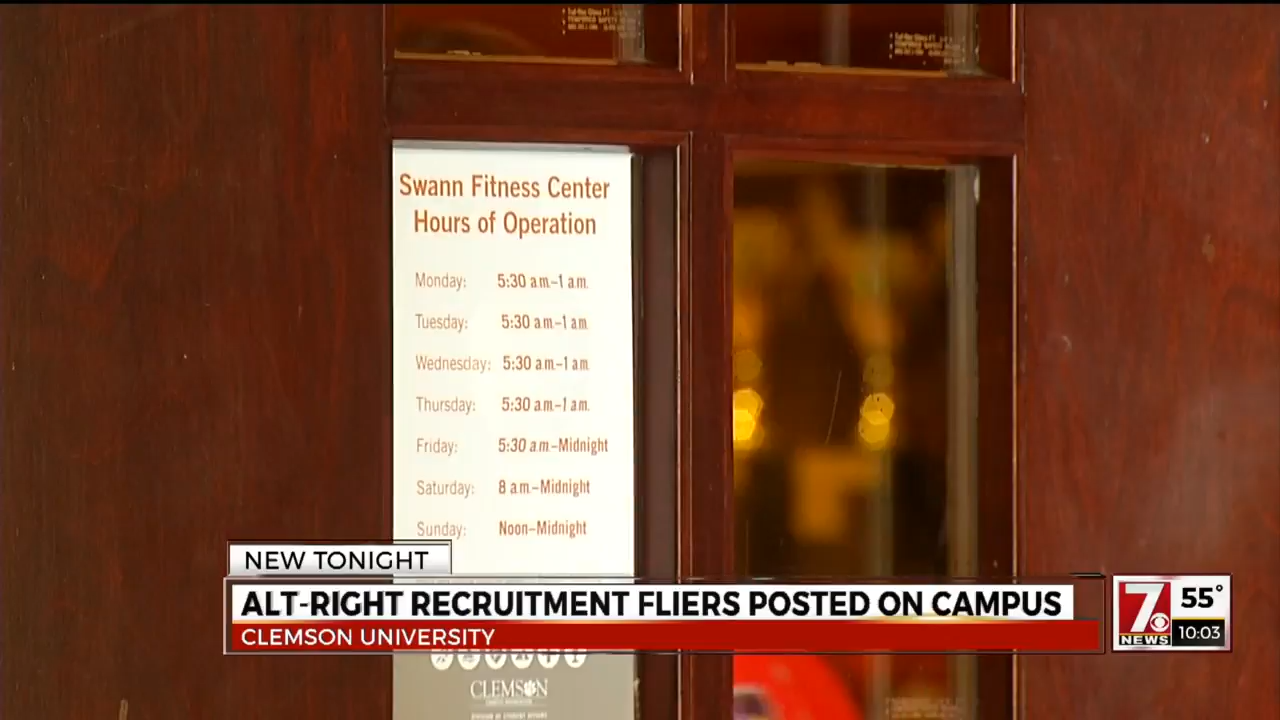 Swann Fitness Center
Hours of Operation
Monday: 5:30 a.m.–1 a.m.
Tuesday: 5:30 a.m.–1 a.m.
Wednesday: 5:30 a.m.–1 a.m.
Thursday: 5:30 a.m.–1 a.m.
Friday: 5:30 a.m.–Midnight
Saturday: 8 a.m.–Midnight
Sunday: Noon–Midnight
NEW TONIGHT
ALT-RIGHT RECRUITMENT FLIERS POSTED ON CAMPUS
CLEMSON UNIVERSITY
7 NEWS
55°
10:03
CLEMSON